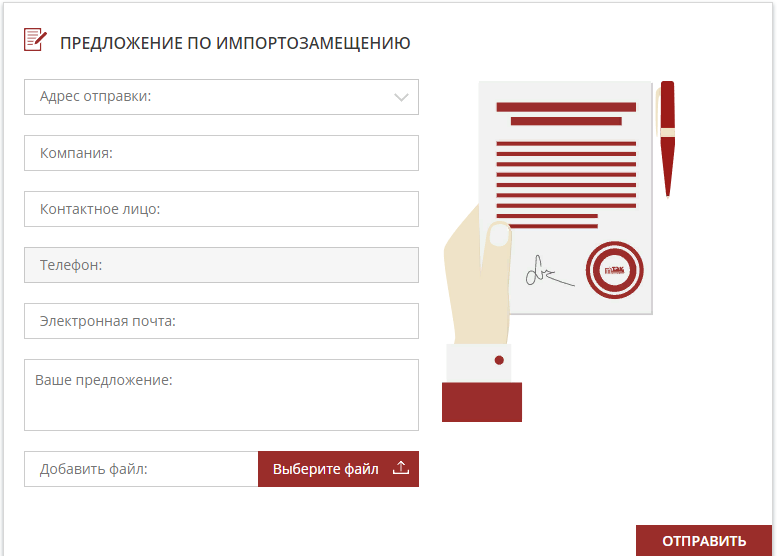 ПРЕДЛОЖЕНИЕ ПО ИМПОРТОЗАМЕЩЕНИЮ
Адрес отправки:
Компания:
Контактное лицо:
Телефон:
Электронная почта:
Ваше предложение:
Добавить файл:
Выберите файл
ОТПРАВИТЬ